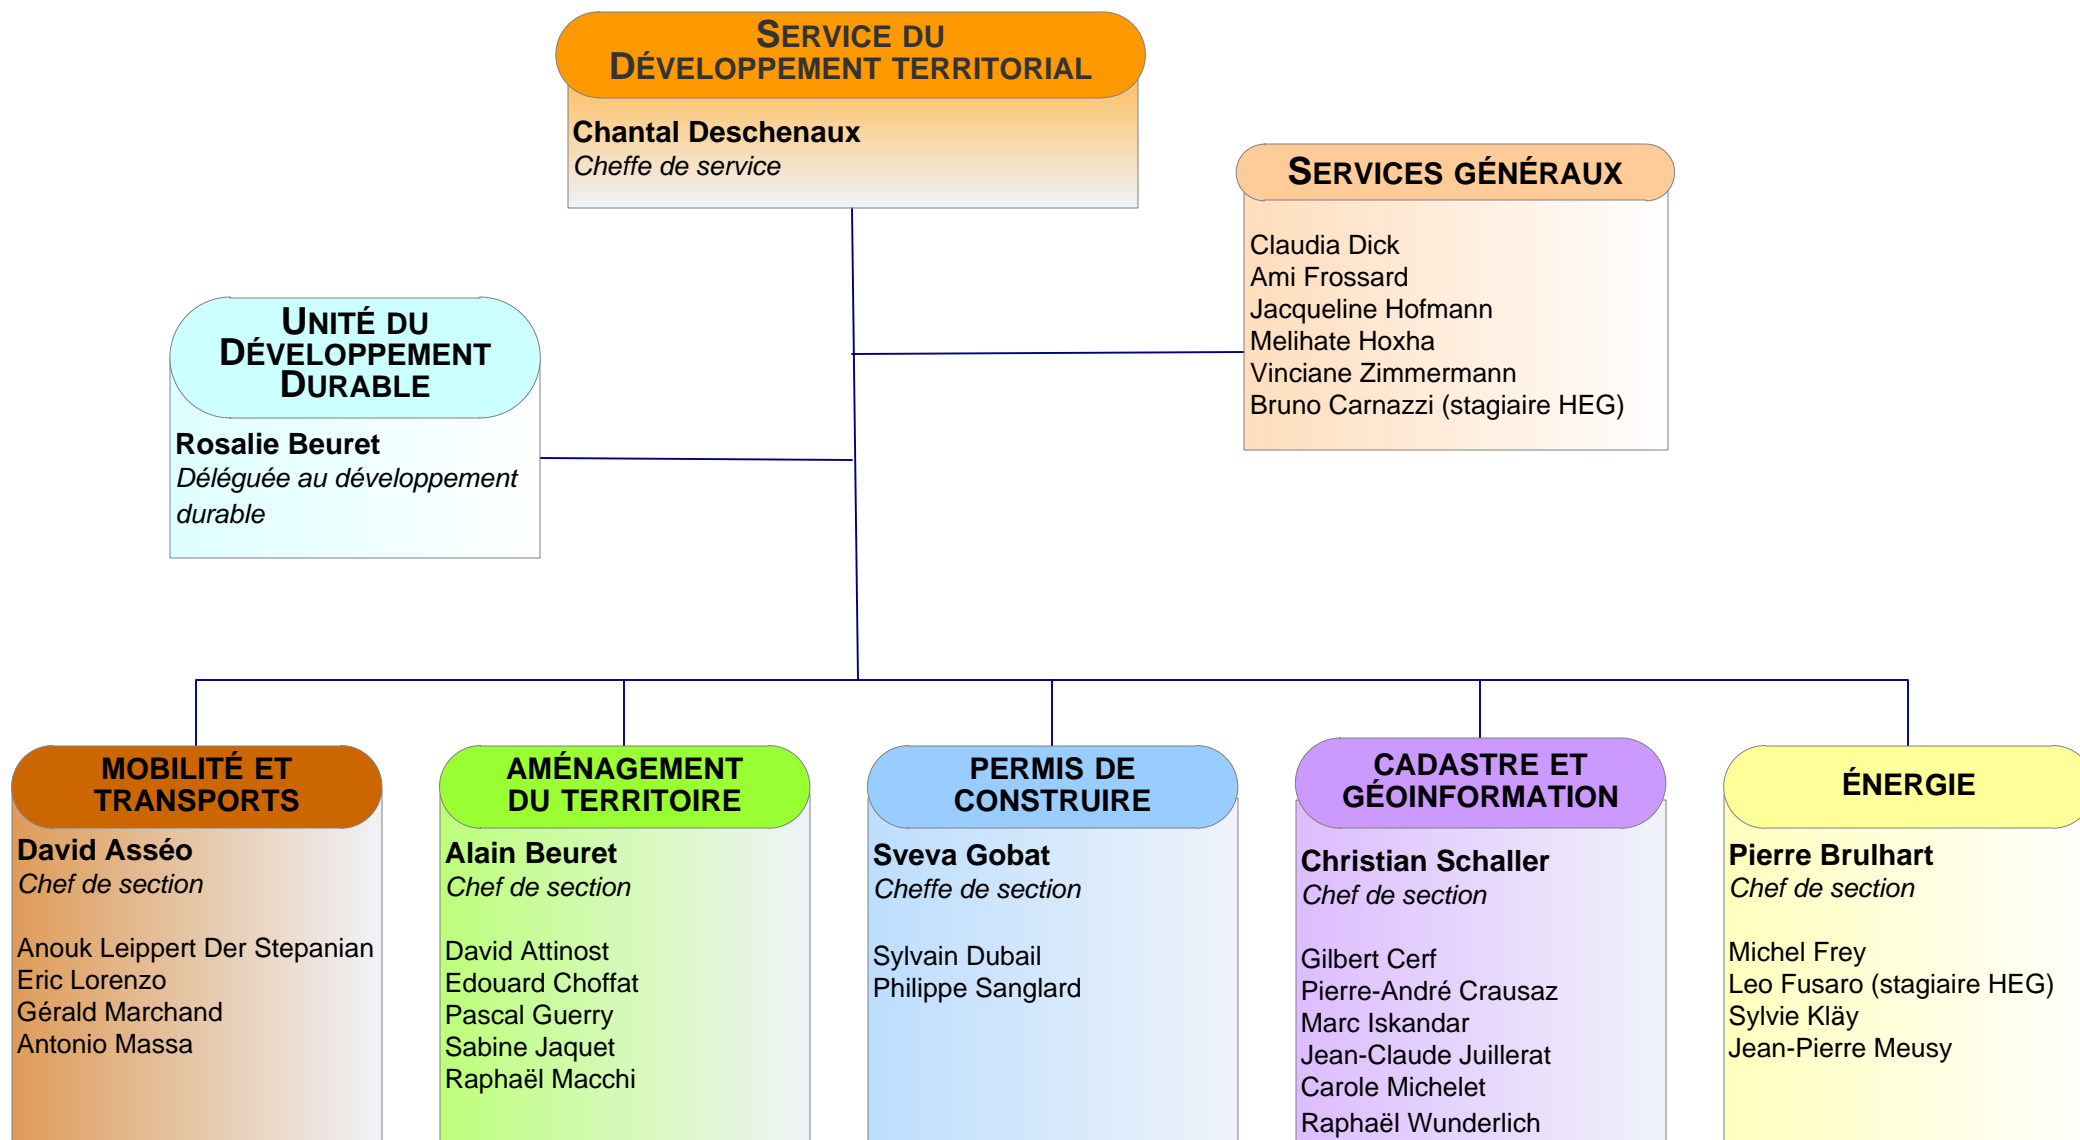 SERVICE DU
DÉVELOPPEMENT TERRITORIAL
Chantal Deschenaux
Cheffe de service
SERVICES GÉNÉRAUX
Claudia Dick
Ami Frossard
Jacqueline Hofmann
Melihate Hoxha
Vinciane Zimmermann
Bruno Carnazzi (stagiaire HEG)
UNITÉ DU
DÉVELOPPEMENT
DURABLE
Rosalie Beuret
Déléguée au développement
durable
MOBILITÉ ET
TRANSPORTS
David Asséo
Chef de section
Anouk Leippert Der Stepanian
Eric Lorenzo
Gérald Marchand
Antonio Massa
AMÉNAGEMENT
DU TERRITOIRE
Alain Beuret
Chef de section
David Attinost
Edouard Choffat
Pascal Guerry
Sabine Jaquet
Raphaël Macchi
PERMIS DE
CONSTRUIRE
Sveva Gobat
Cheffe de section
Sylvain Dubail
Philippe Sanglard
CADASTRE ET
GÉOINFORMATION
Christian Schaller
Chef de section
Gilbert Cerf
Pierre-André Crausaz
Marc Iskandar
Jean-Claude Juillerat
Carole Michelet
Raphaël Wunderlich
ÉNERGIE
Pierre Brulhart
Chef de section
Michel Frey
Leo Fusaro (stagiaire HEG)
Sylvie Kläy
Jean-Pierre Meusy